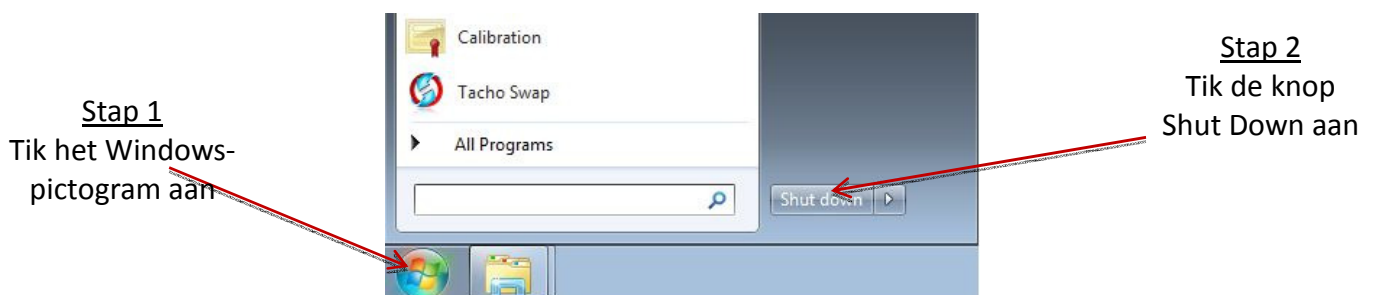 Stap 1
Tik het Windows-
pictogram aan
Calibration
Tacho Swap
All Programs
Shut down
Stap 2
Tik de knop
Shut Down aan